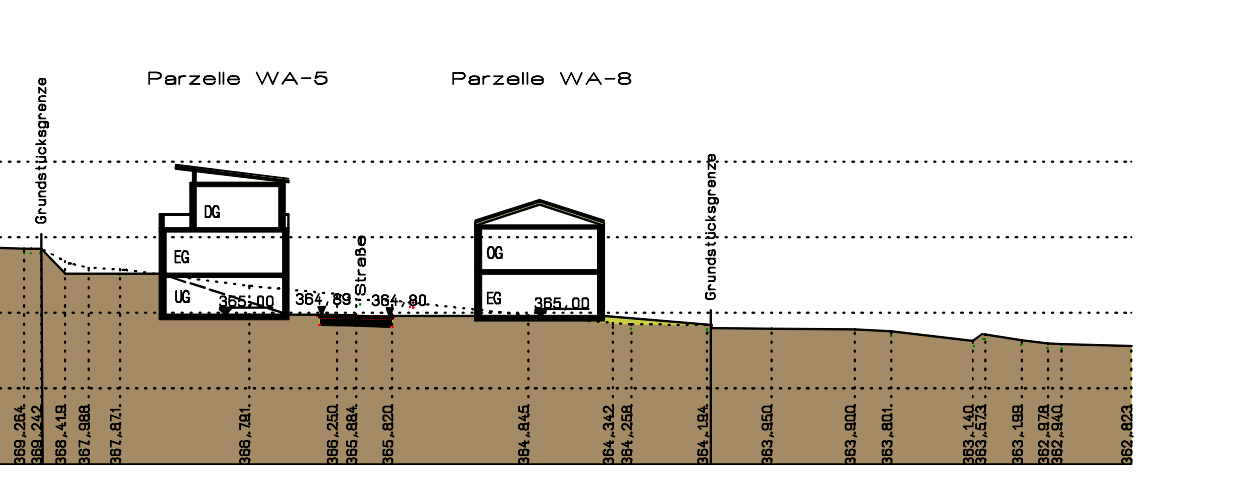 Parzelle WA-5
Parzelle WA-8
Grundstücksgrenze
Grundstücksgrenze
Straße
DG
EG
UG
OG
EG
365,00
364,89
364,80
365,00
369,264
369,242
368,419
367,988
367,871
366,791
366,250
365,884
365,820
364,845
364,342
364,258
364,194
363,950
363,900
363,801
363,140
363,573
363,199
362,978
362,940
362,823